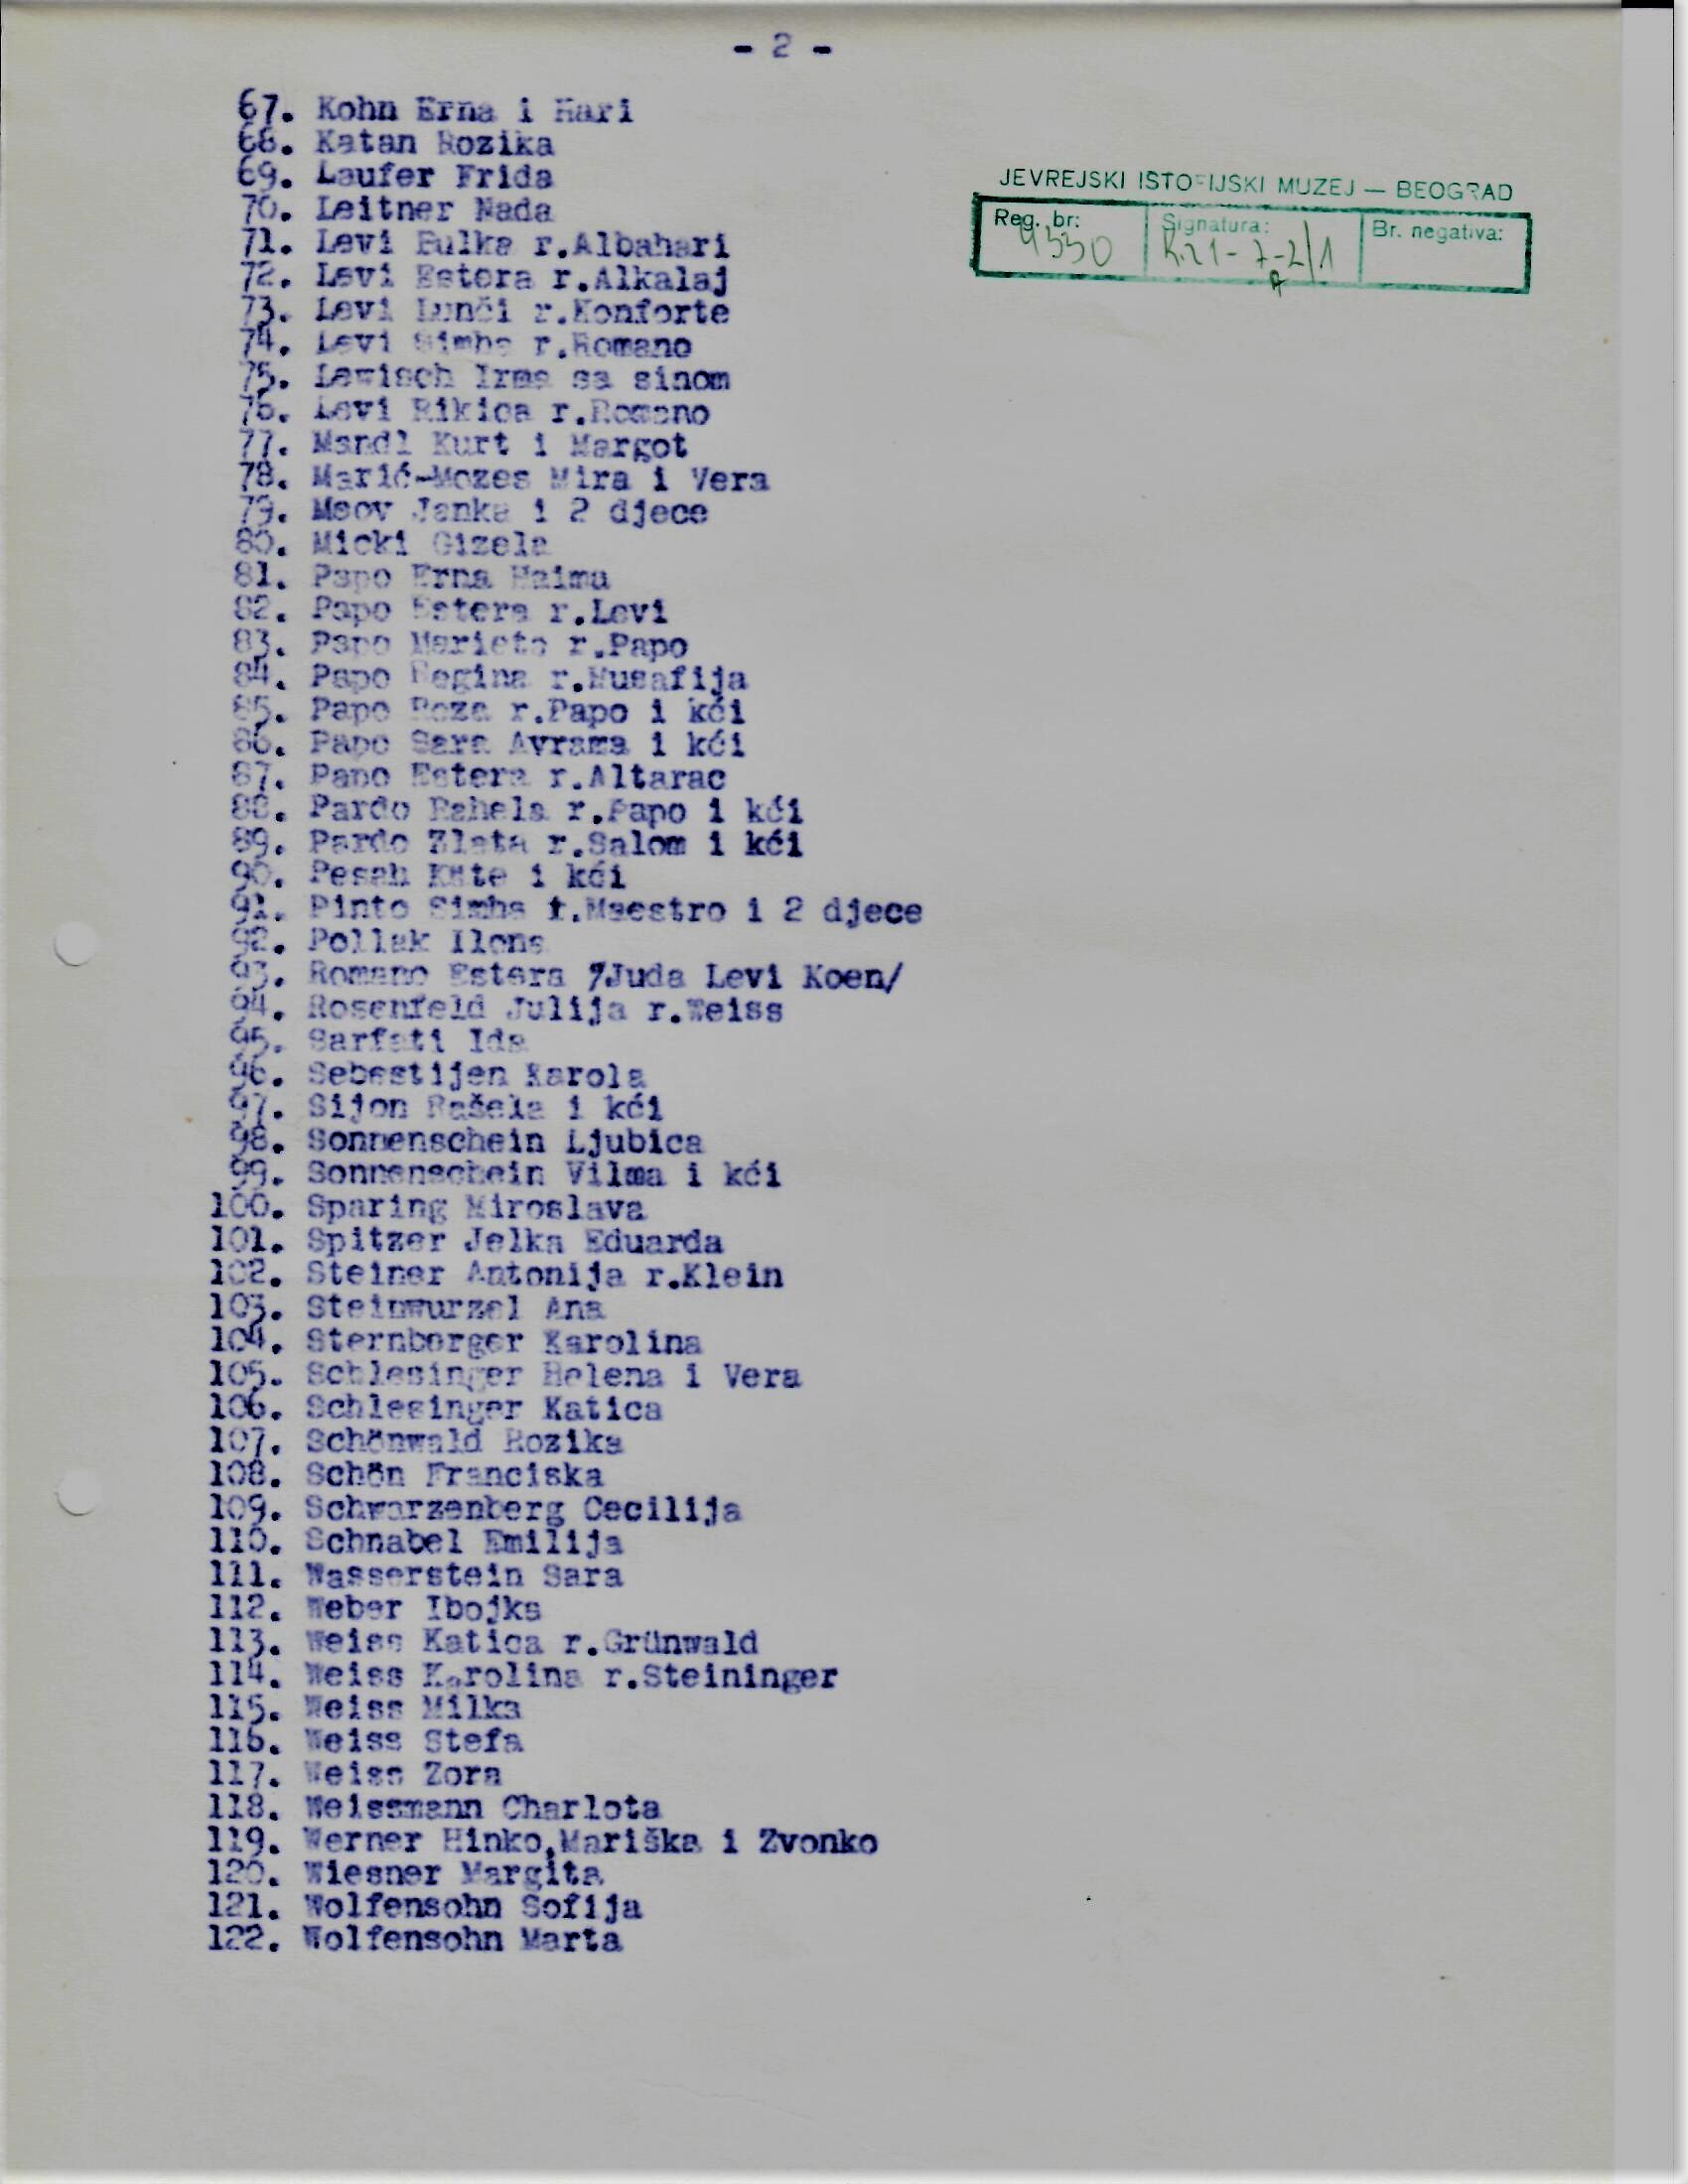 - 2 -
67. Kohn Erna i Hari
68. Katan Rozika
69. Laufer Frida
70. Leitner Nada
71. Levi Bulka r.Albahari
72. Levi Estera r.Alkalaj
73. Levi Lunči r.Konforte
74. Levi Simha r.Romano
75. Lewisch Irma sa sinom
76. Levi Rikica r.Romano
77. Mandl Kurt i Margot
78. Marić-Mozes Mira i Vera
79. Meov Janka i 2 djece
80. Micki Gizela
81. Papo Erna Haima
82. Papo Estera r.Levi
83. Papo Marieta r.Papo
84. Papo Regina r.Musafija
85. Papo Roza r.Papo i kći
86. Papo Sara Avrama i kći
87. Papo Estera r.Altarac
88. Pardo Rahela r.Papo i kći
89. Pardo Zlata r.Salom i kći
90. Pesah Käte i kći
91. Pinto Simha r.Maestro i 2 djece
92. Pollak Ilona
93. Romano Estera /Juda Levi Koen/
94. Rosenfeld Julija r.Weiss
95. Sarfati Ida
96. Sebestijen Karola
97. Sijon Rašela i kći
98. Sonnenschein Ljubica
99. Sonnenschein Vilma i kći
100. Sparing Miroslava
101. Spitzer Jelka Eduarda
102. Steiner Antonija r.Klein
103. Steinwurzel Ana
104. Sternberger Karolina
105. Schlesinger Helena i Vera
106. Schlesinger Katica
107. Schönwald Rozika
108. Schön Franciska
109. Schwarzenberg Cecilija
110. Schnabel Emilija
111. Wasserstein Sara
112. Weber Ibojka
113. Weiss Katica r.Grünwald
114. Weiss Karolina r.Steininger
115. Weiss Milka
116. Weiss Stefa
117. Weiss Zora
118. Weissmann Charlota
119. Werner Hinko,Mariška i Zvonko
120. Wiesner Margita
121. Wolfensohn Sofija
122. Wolfensohn Marta
JEVREJSKI ISTORIJSKI MUZEJ — BEOGRAD
Reg. br: 4330
Signatura: K.21-7-2/1
Br. negativa: